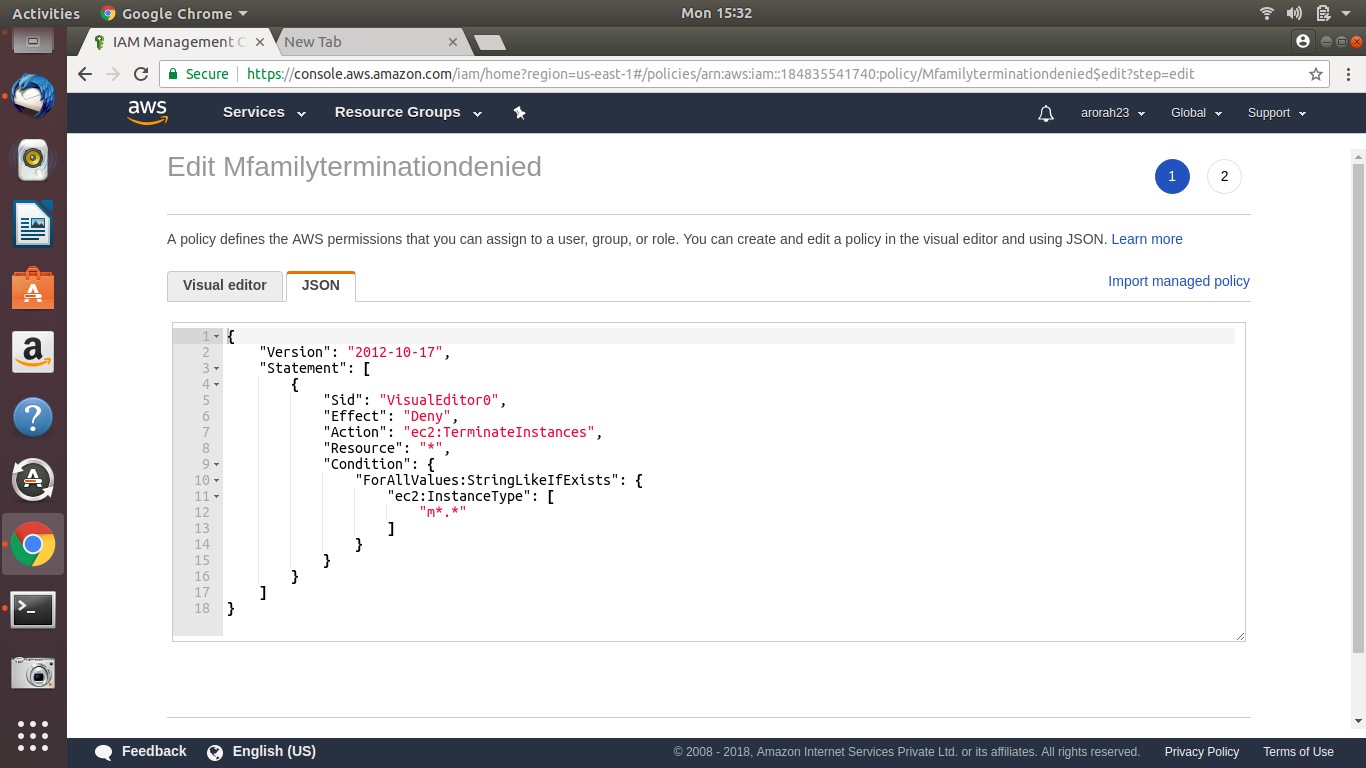 Activities
Google Chrome
Mon 15:32
IAM Management C
New Tab
Secure
https://console.aws.amazon.com/iam/home?region=us-east-1#/policies/arn:aws:iam::184835541740:policy/Mfamilyterminationdenied$edit?step=edit
aws
Services
Resource Groups
arorah23
Global
Support
Edit Mfamilyterminationdenied
1
2
A policy defines the AWS permissions that you can assign to a user, group, or role. You can create and edit a policy in the visual editor and using JSON. Learn more
Visual editor
JSON
Import managed policy
1 {
2     "Version": "2012-10-17",
3     "Statement": [
4         {
5             "Sid": "VisualEditor0",
6             "Effect": "Deny",
7             "Action": "ec2:TerminateInstances",
8             "Resource": "*",
9             "Condition": {
10                 "ForAllValues:StringLikeIfExists": {
11                     "ec2:InstanceType": [
12                         "m*.*"
13                     ]
14                 }
15             }
16         }
17     ]
18 }
Feedback
English (US)
© 2008 - 2018, Amazon Internet Services Private Ltd. or its affiliates. All rights reserved.
Privacy Policy
Terms of Use